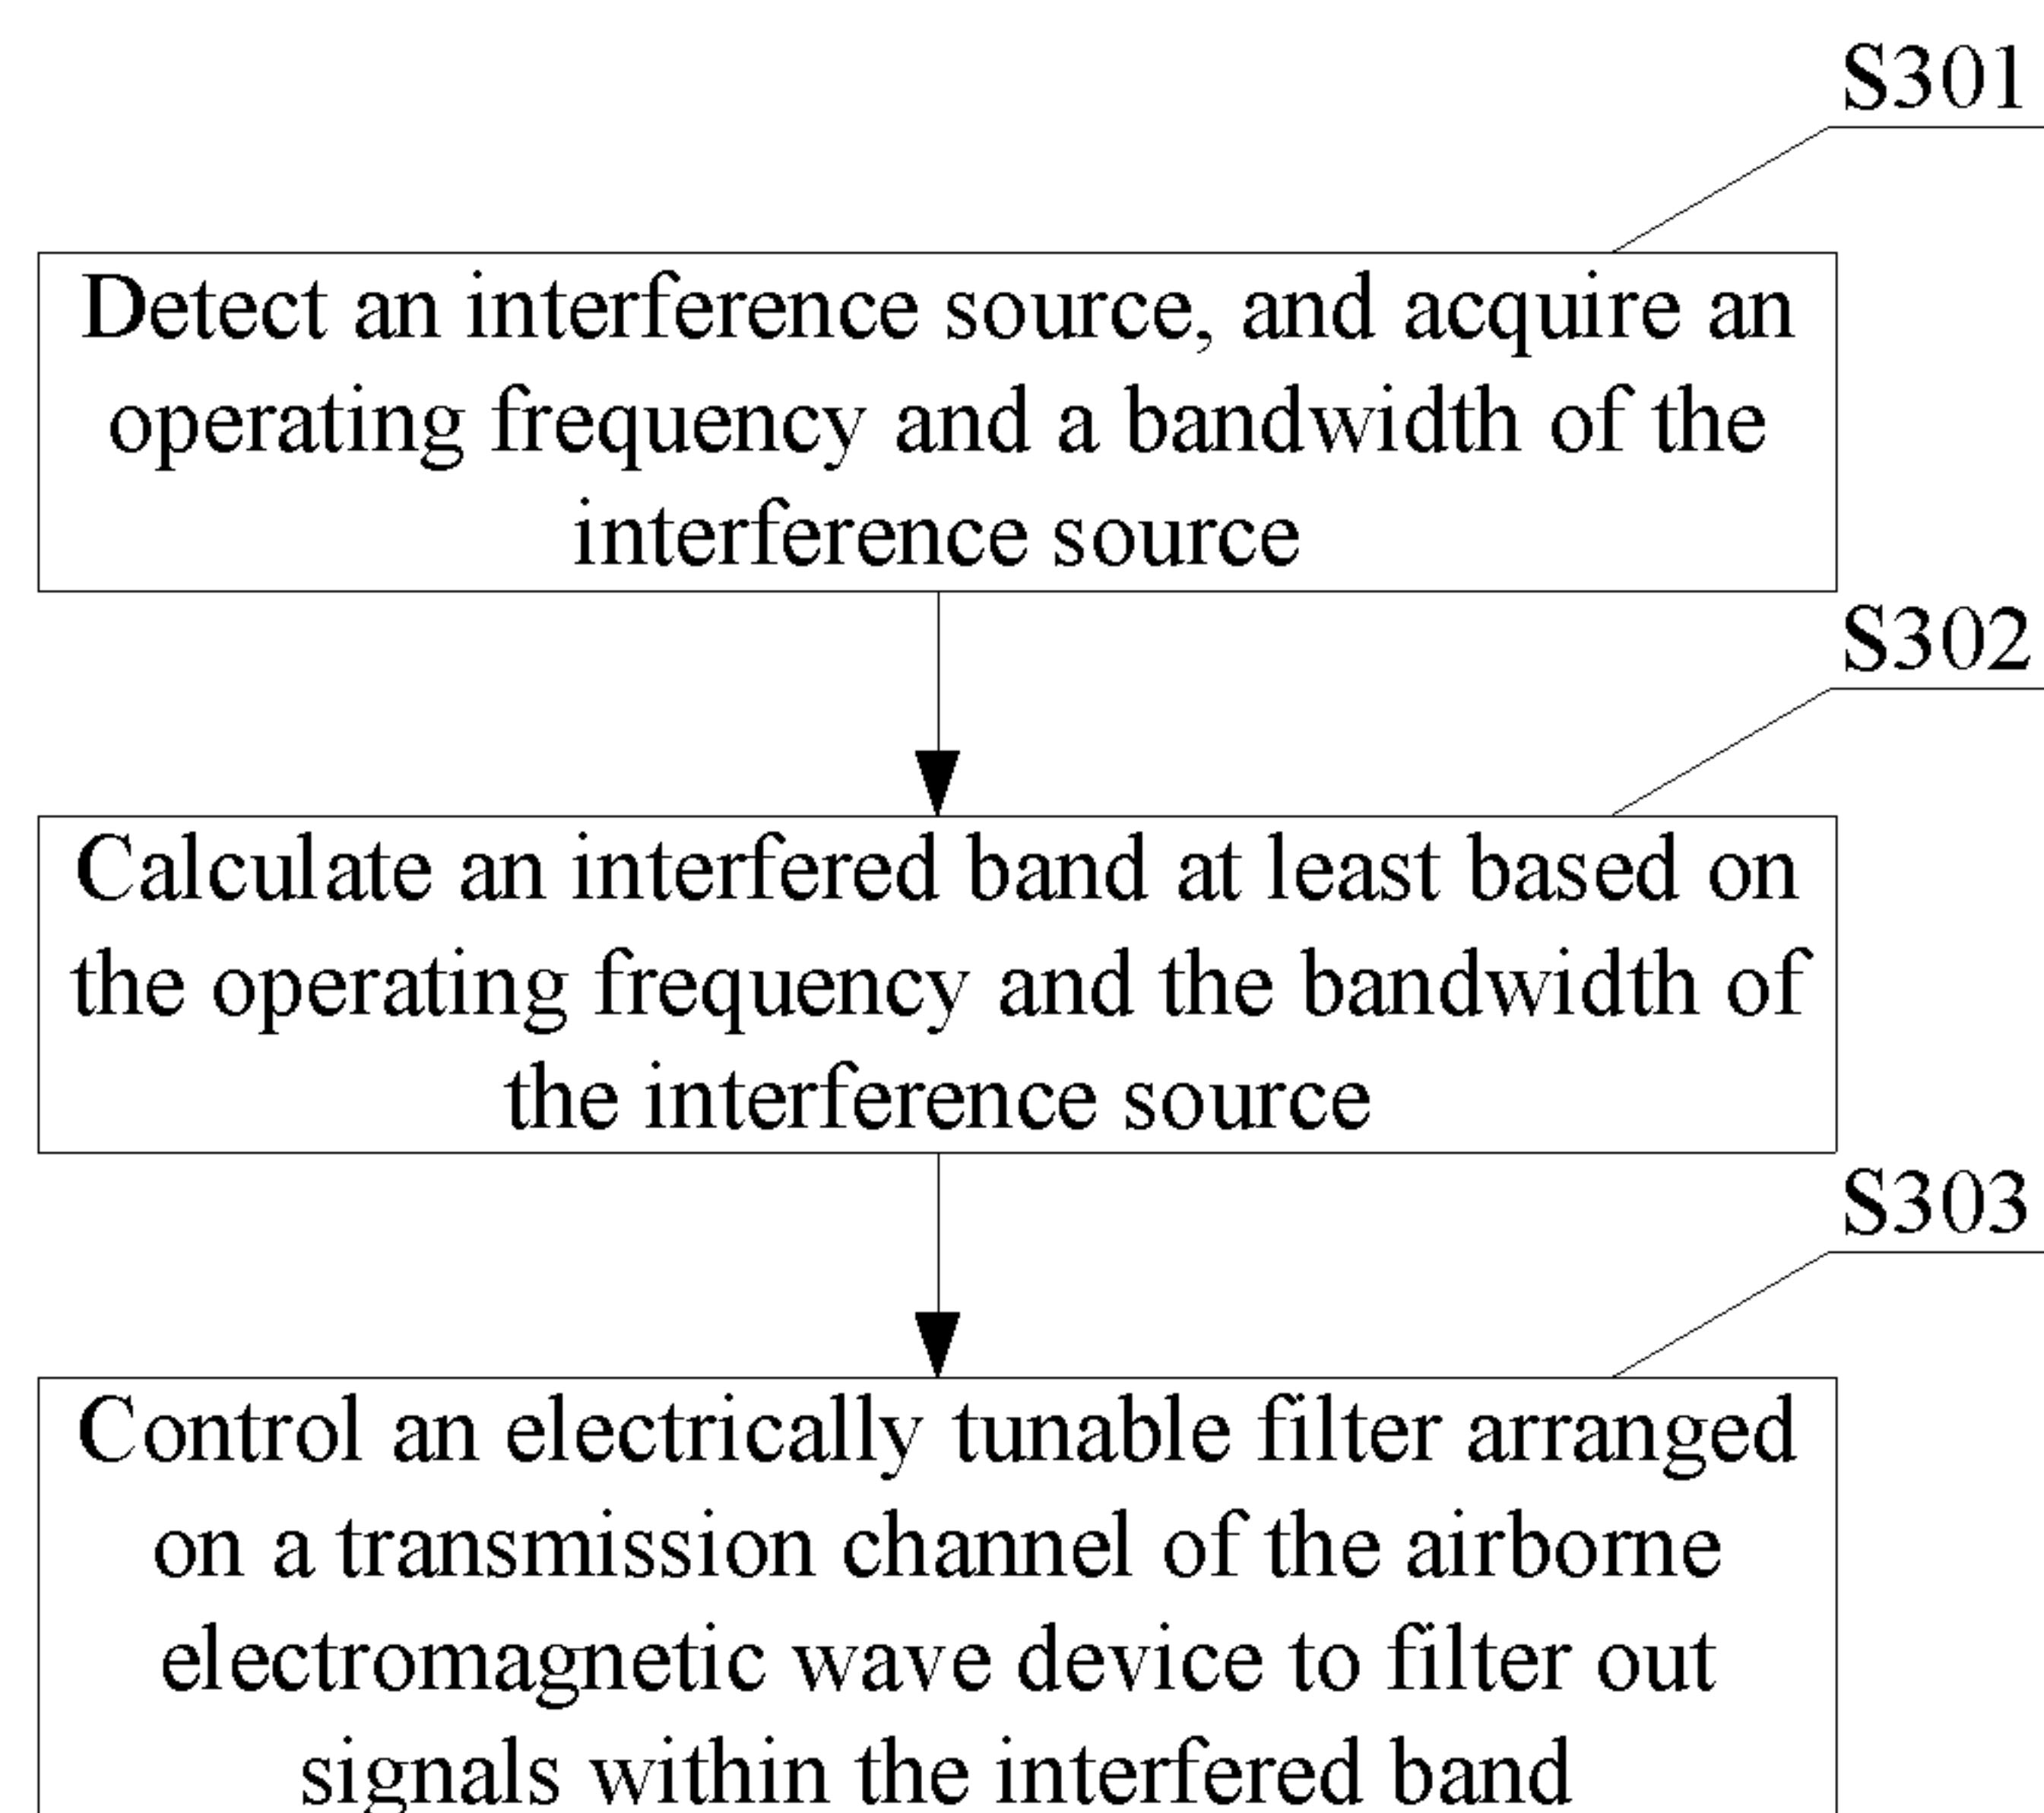 S301
Detect an interference source, and acquire an
operating frequency and a bandwidth of the
interference source
S302
Calculate an interfered band at least based on
the operating frequency and the bandwidth of
the interference source
S303
Control an electrically tunable filter arranged
on a transmission channel of the airborne
electromagnetic wave device to filter out
signals within the interfered band